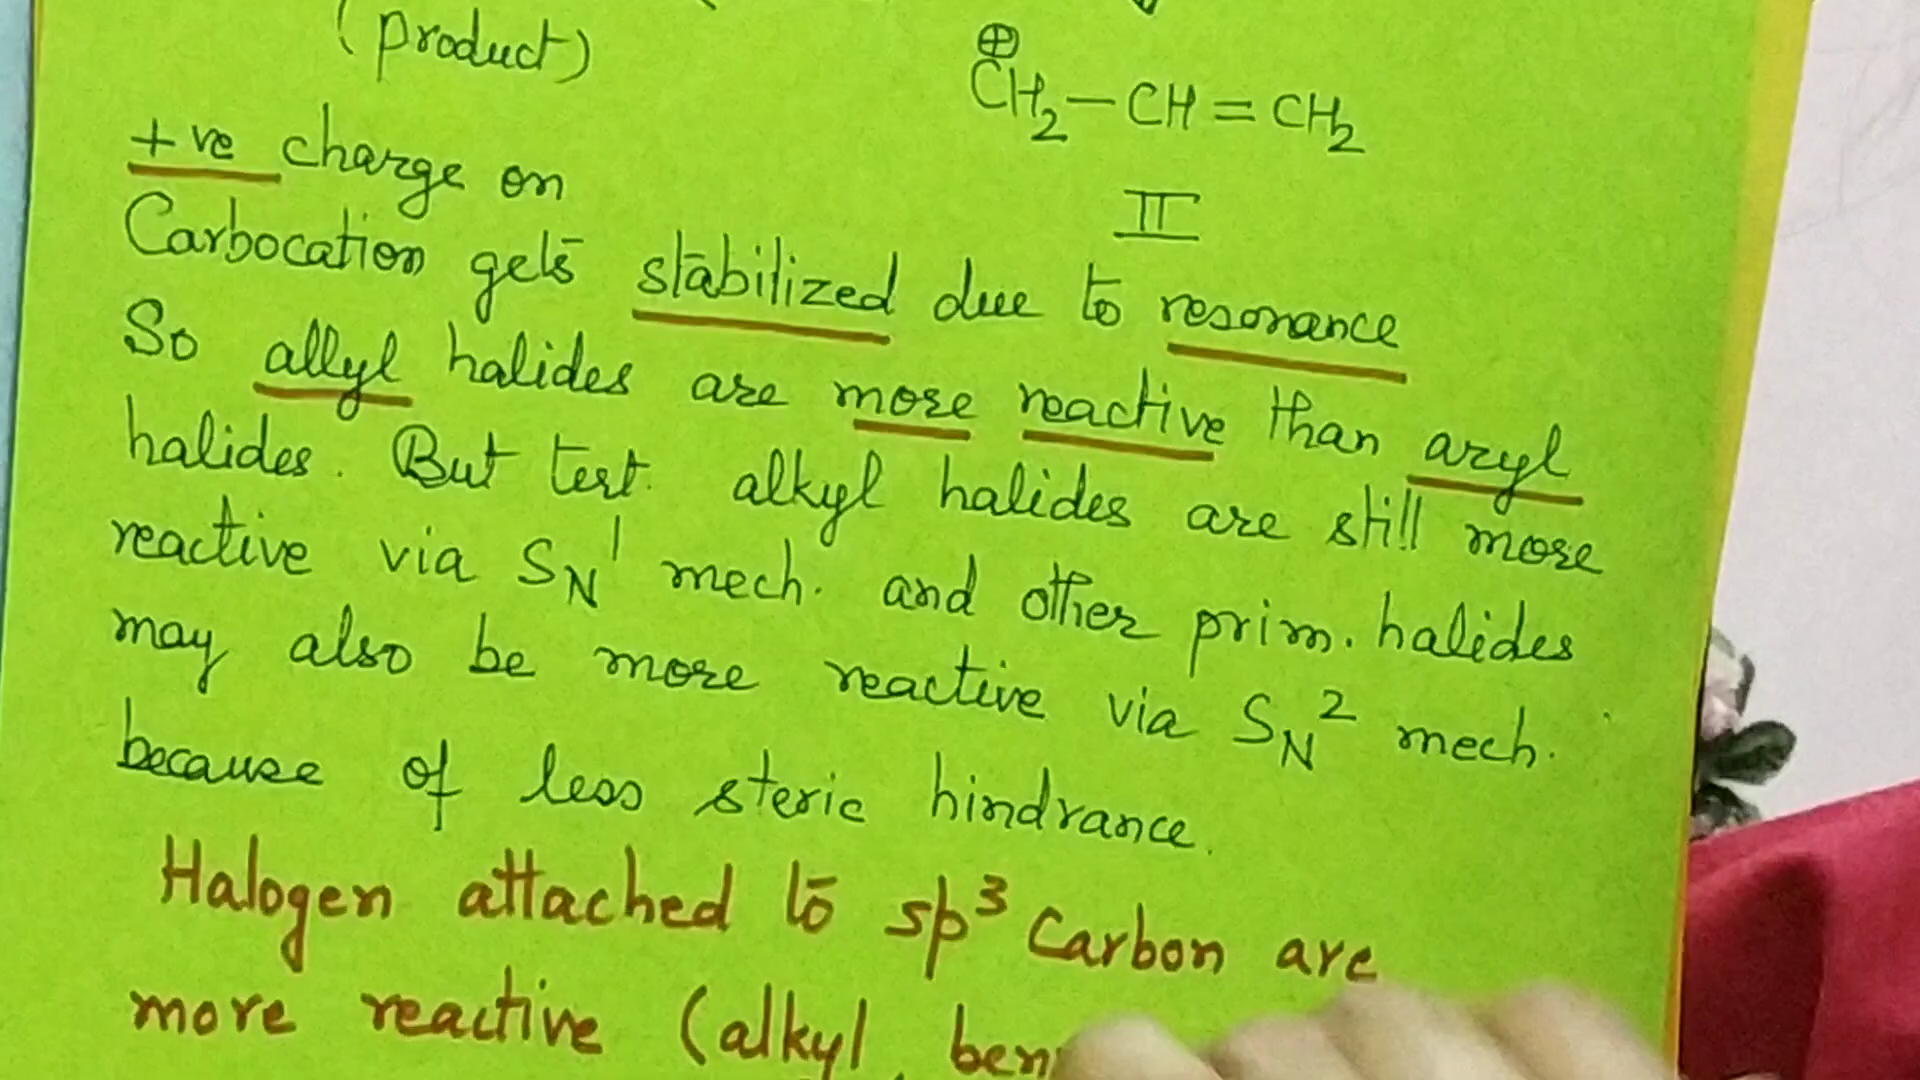 (product)
⊕
CH₂—CH=CH₂
II
+ve charge on
Carbocation gets stabilized due to resonance
So allyl halides are more reactive than aryl
halides. But tert. alkyl halides are still more
reactive via SN¹ mech. and other prim. halides
may also be more reactive via SN² mech.
because of less steric hindrance.
Halogen attached to sp³ Carbon are
more reactive (alkyl,